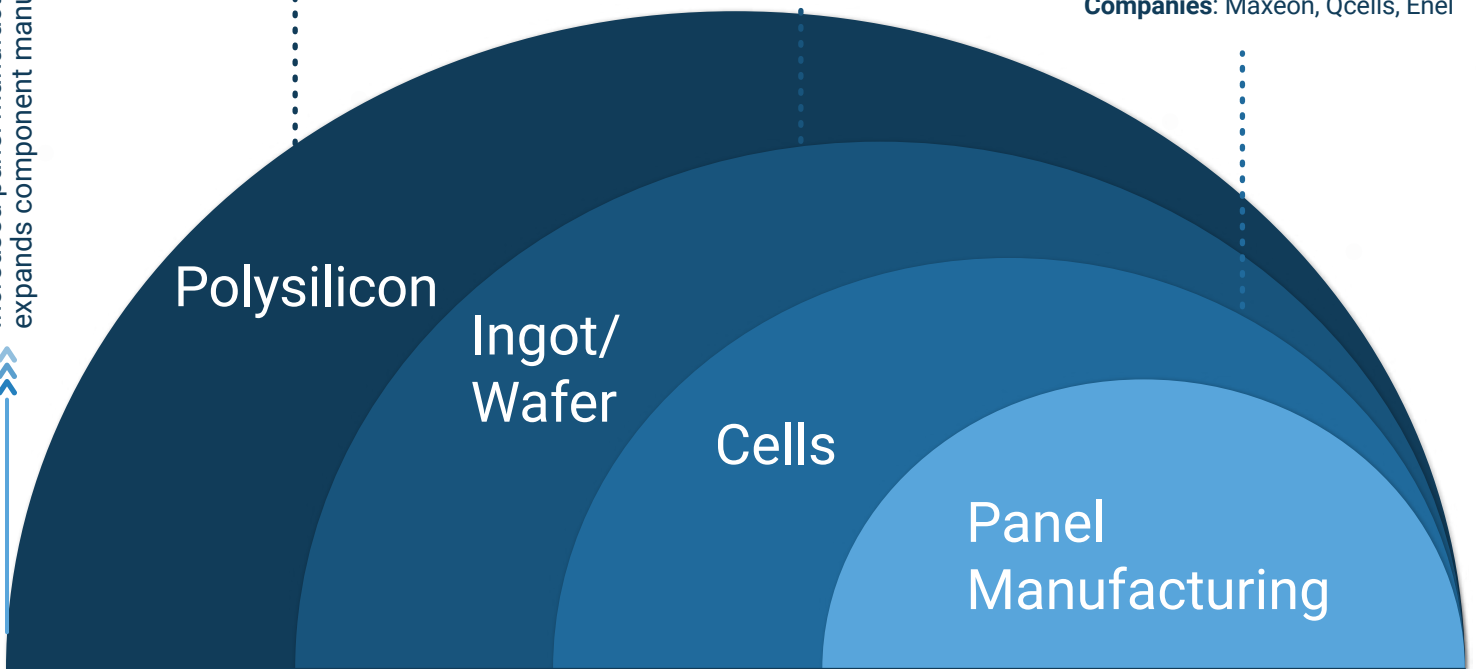 Companies: Maxeon, Qcells, Enel
expands component manu
Polysilicon
Ingot/
Wafer
Cells
Panel
Manufacturing